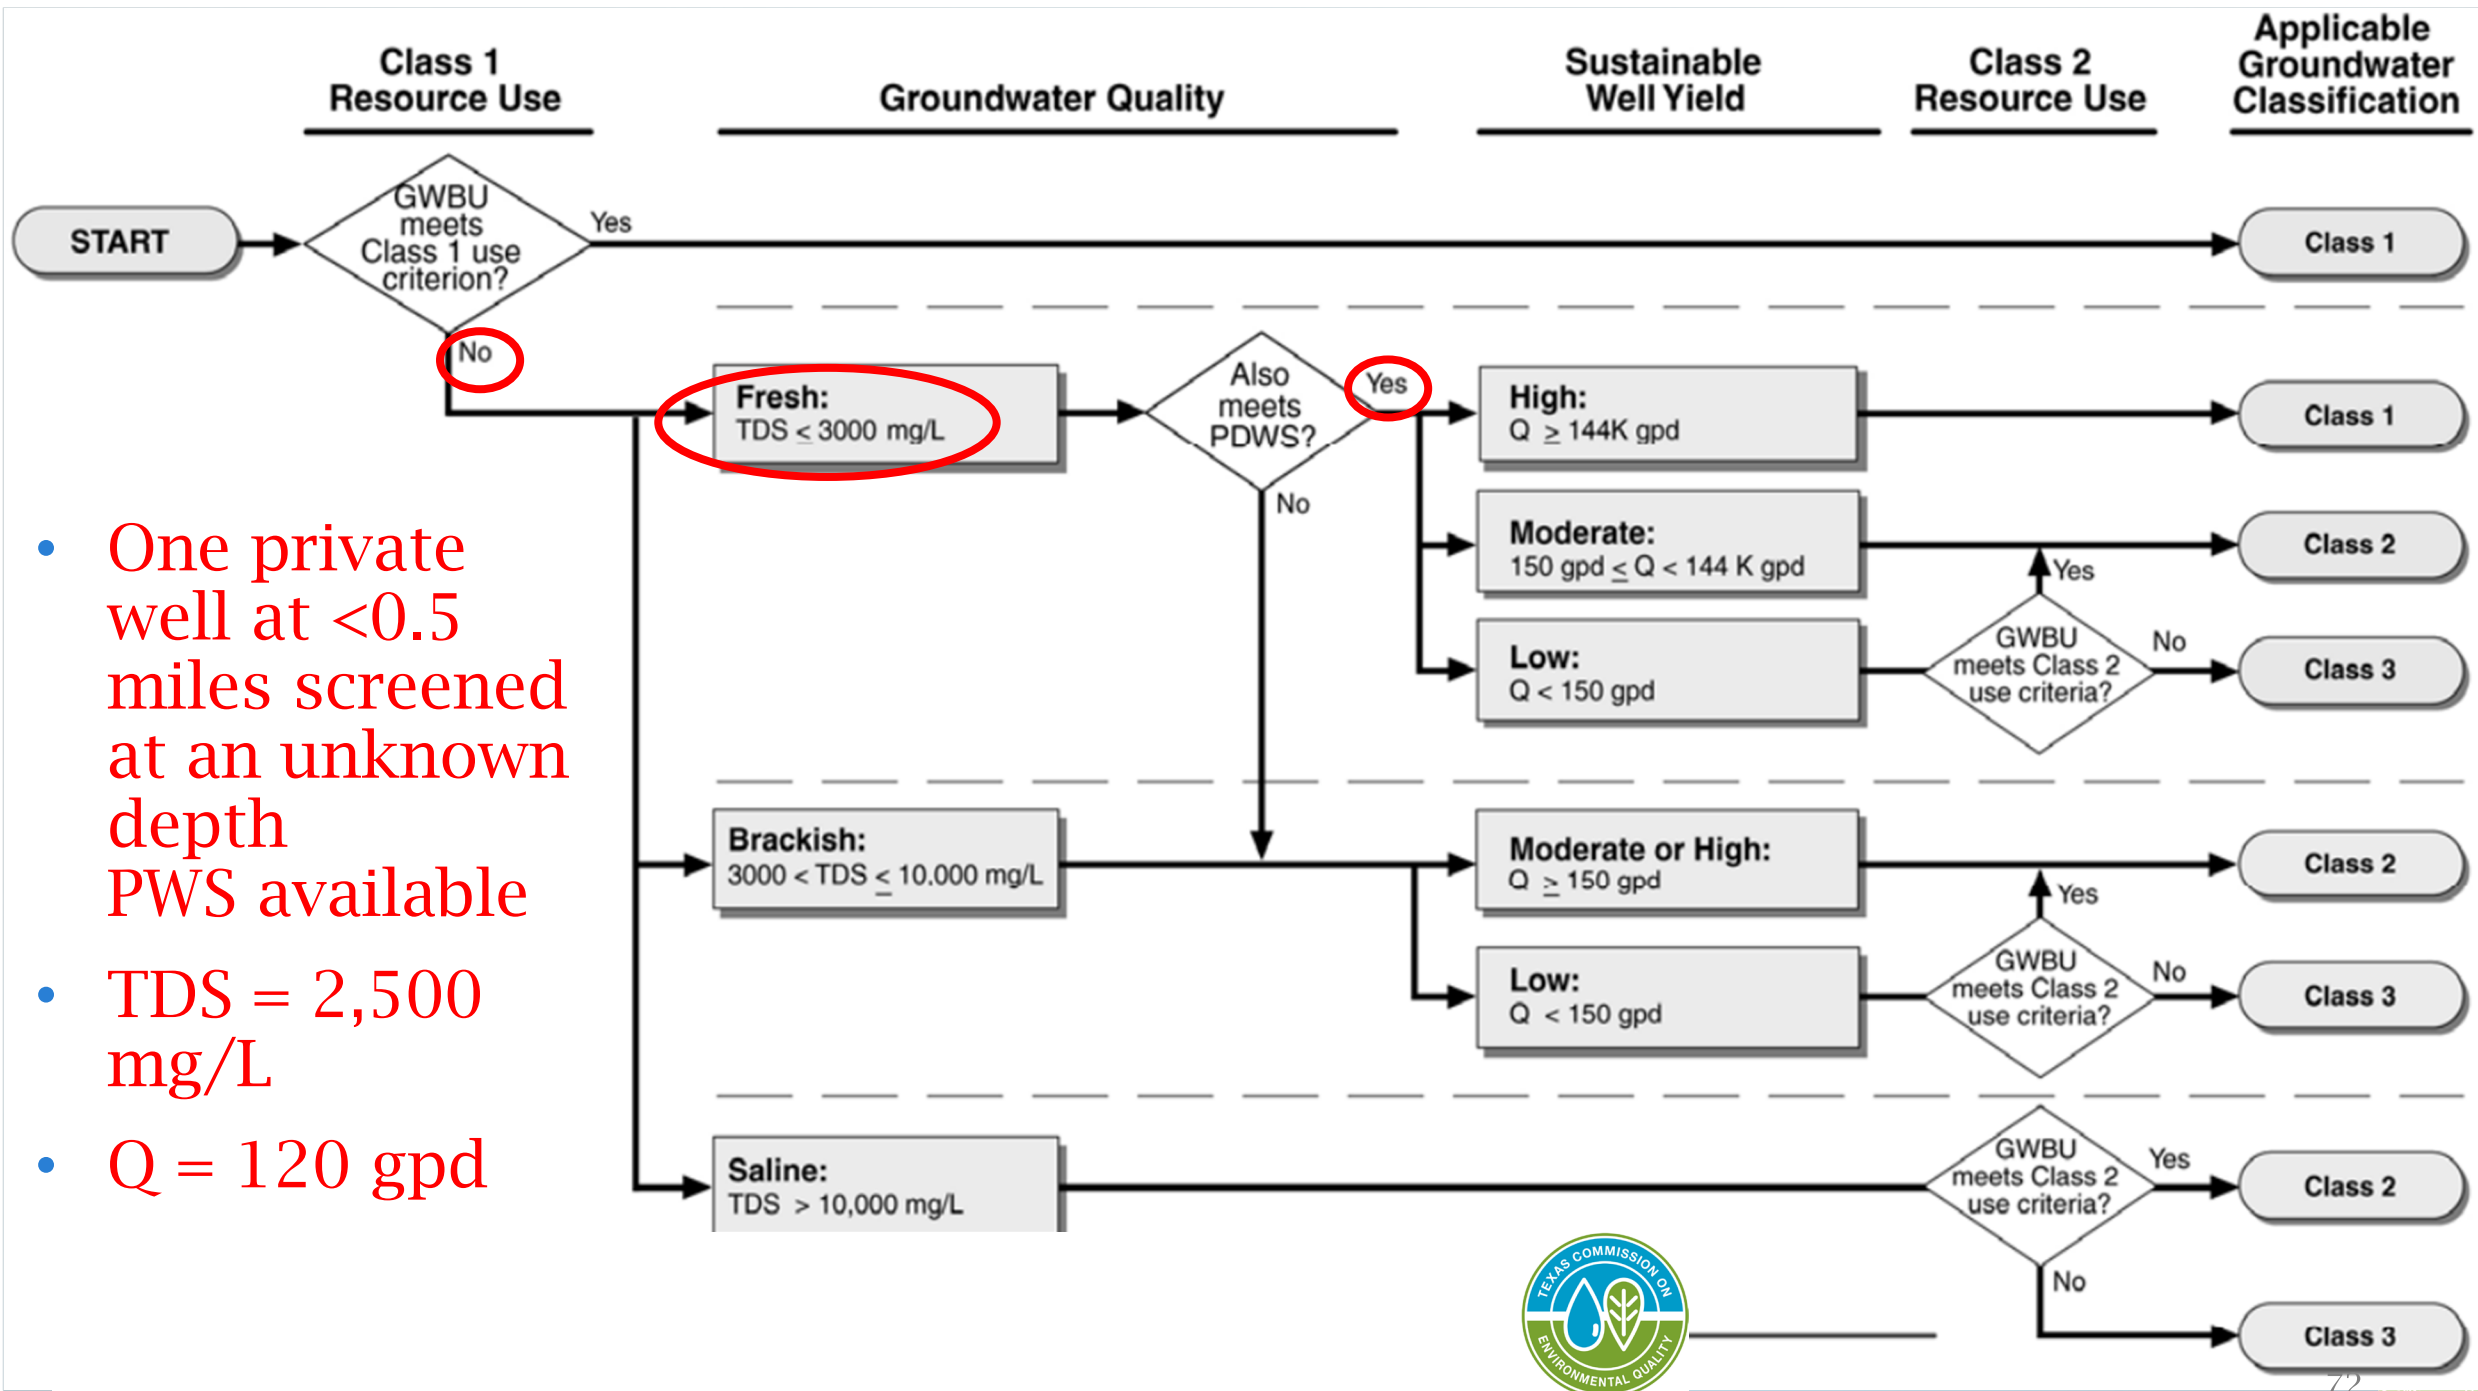 Class 1
Resource Use
Groundwater Quality
Sustainable
Well Yield
Class 2
Resource Use
Applicable
Groundwater
Classification
START
GWBU
meets
Class 1 use
criterion?
Yes
Class 1
No
Fresh:
TDS ≤ 3000 mg/L
Also
meets
PDWS?
Yes
No
High:
Q ≥ 144K gpd
Class 1
Moderate:
150 gpd ≤ Q < 144 K gpd
Class 2
Low:
Q < 150 gpd
GWBU
meets Class 2
use criteria?
Yes
No
Class 3
Brackish:
3000 < TDS ≤ 10.000 mg/L
Moderate or High:
Q ≥ 150 gpd
Class 2
Low:
Q < 150 gpd
GWBU
meets Class 2
use criteria?
Yes
No
Class 3
Saline:
TDS > 10,000 mg/L
GWBU
meets Class 2
use criteria?
Yes
Class 2
No
Class 3
• One private
well at <0.5
miles screened
at an unknown
depth
PWS available
• TDS = 2,500
mg/L
• Q = 120 gpd
TEXAS COMMISSION ON
ENVIRONMENTAL QUALITY
72